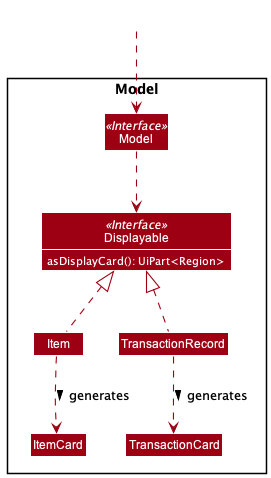 Model
«Interface»
Model
«Interface»
Displayable
asDisplayCard(): UiPart<Region>
Item
TransactionRecord
generates
generates
ItemCard
TransactionCard